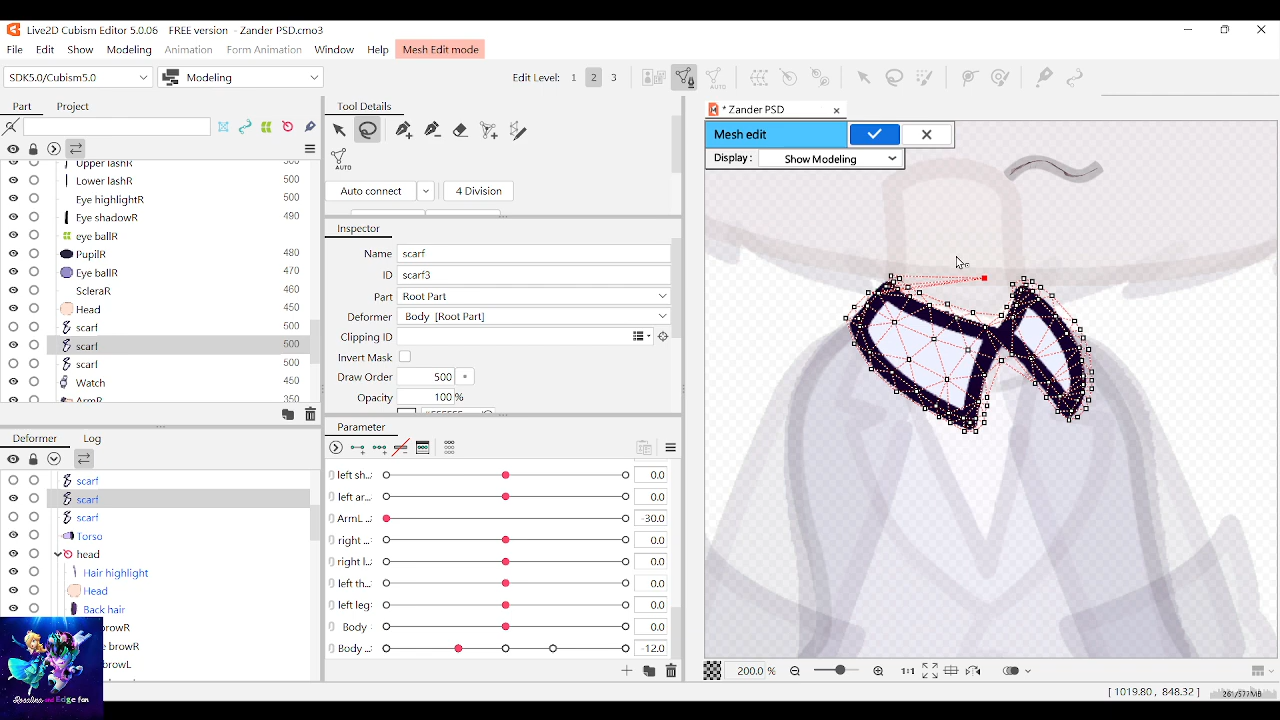 Live2D Cubism Editor 5.0.06 FREE version - Zander PSD.cmo3
File Edit Show Modeling Animation Form Animation Window Help Mesh Edit mode
SDK5.0/Cubism5.0 Modeling Edit Level: 1 2 3 AUTO
Part Project
Upper lashR 500
Lower lashR 500
Eye highlightR 500
Eye shadowR 490
eye ballR
PupilR 480
Eye ballR 470
ScleraR 460
Head 450
scarf 500
scarf 500
scarf 500
Watch 450
ArmR 350
Deformer Log
scarf
scarf
scarf
Torso
head
Hair highlight
Head
Back hair
browR
e browR
browL
Rosalina and Edge fan
Tool Details
AUTO
Auto connect 4 Division
Inspector
Name scarf
ID scarf3
Part Root Part
Deformer Body [Root Part]
Clipping ID
Invert Mask
Draw Order 500
Opacity 100 %
Parameter
left sh... 0.0
left ar... 0.0
ArmL ... -30.0
right ... 0.0
right l... 0.0
left th... 0.0
left leg 0.0
Body 0.0
Body ... -12.0
* Zander PSD
Mesh edit
Display : Show Modeling
200.0 % 1:1